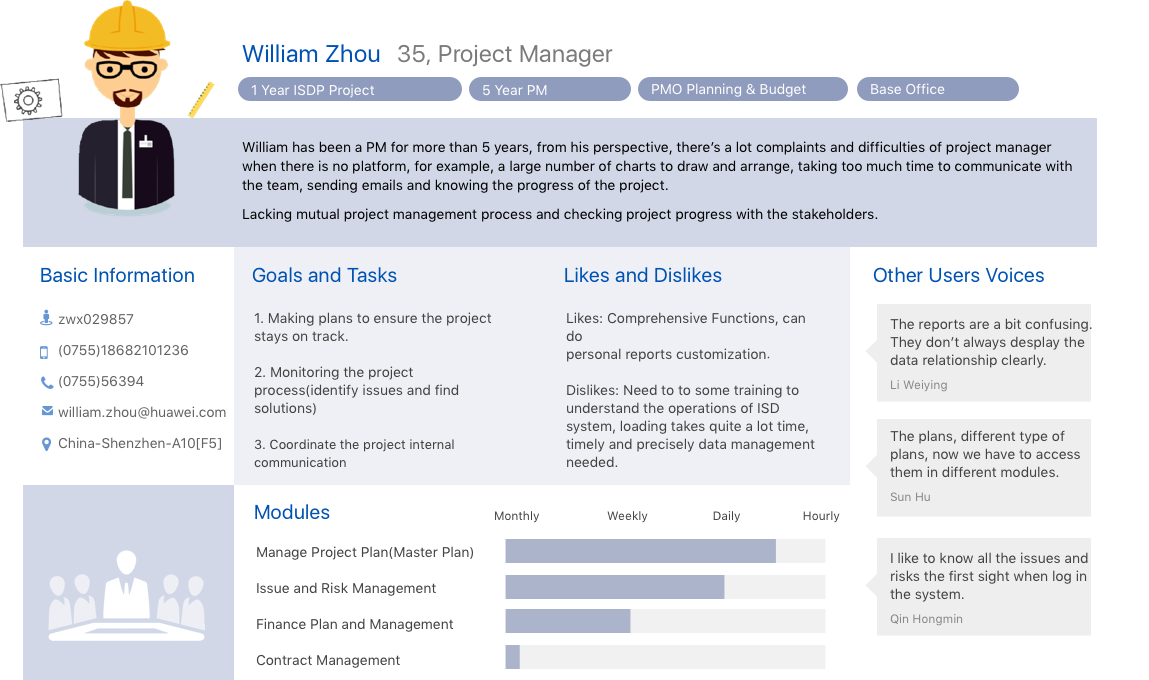 William Zhou 35, Project Manager
1 Year ISDP Project
5 Year PM
PMO Planning & Budget
Base Office
William has been a PM for more than 5 years, from his perspective, there’s a lot complaints and difficulties of project manager
when there is no platform, for example, a large number of charts to draw and arrange, taking too much time to communicate with
the team, sending emails and knowing the progress of the project.
Lacking mutual project management process and checking project progress with the stakeholders.
Basic Information
zwx029857
(0755)18682101236
(0755)56394
william.zhou@huawei.com
China-Shenzhen-A10[F5]
Goals and Tasks
1. Making plans to ensure the project
stays on track.
2. Monitoring the project
process(identify issues and find
solutions)
3. Coordinate the project internal
communication
Likes and Dislikes
Likes: Comprehensive Functions, can
do
personal reports customization.
Dislikes: Need to to some training to
understand the operations of ISD
system, loading takes quite a lot time,
timely and precisely data management
needed.
Other Users Voices
The reports are a bit confusing.
They don’t always desplay the
data relationship clearly.
Li Weiying
The plans, different type of
plans, now we have to access
them in different modules.
Sun Hu
I like to know all the issues and
risks the first sight when log in
the system.
Qin Hongmin
Modules
Monthly Weekly Daily Hourly
Manage Project Plan(Master Plan)
Issue and Risk Management
Finance Plan and Management
Contract Management